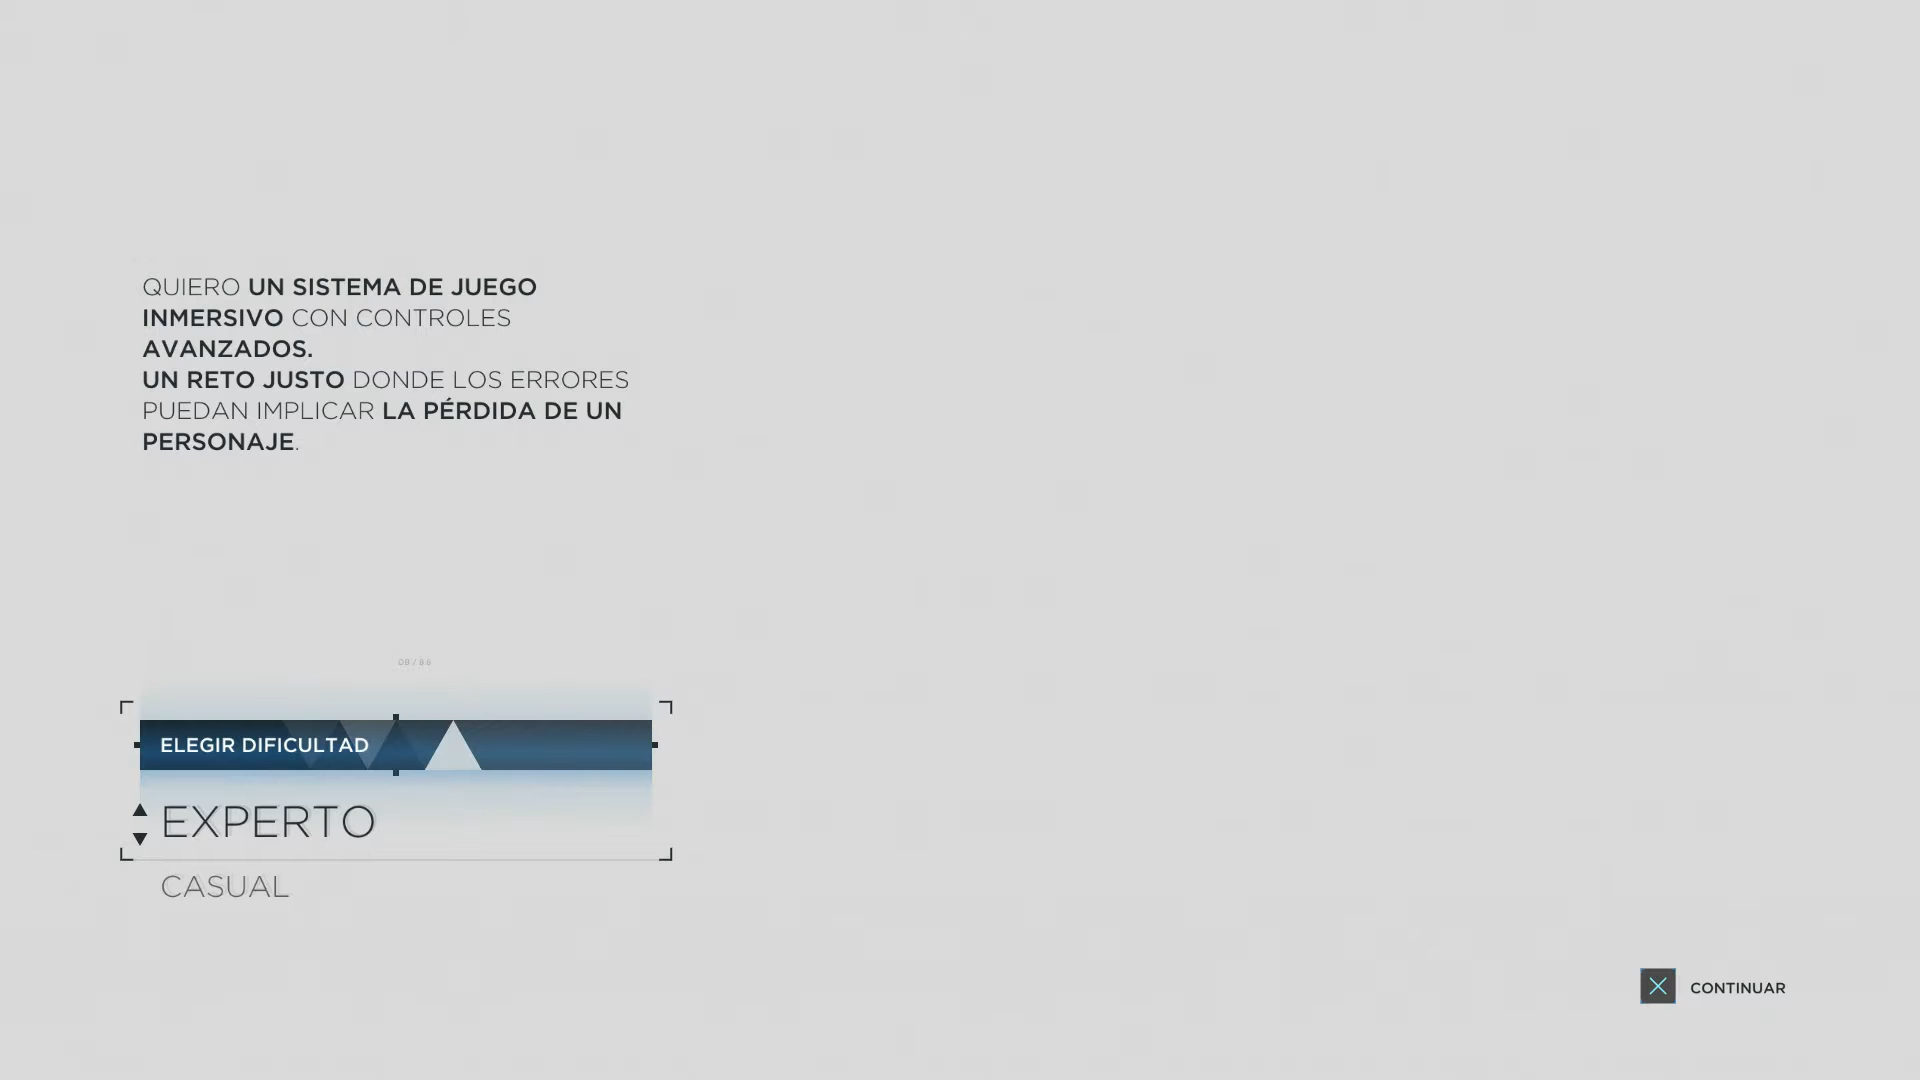 QUIERO UN SISTEMA DE JUEGO
INMERSIVO CON CONTROLES
AVANZADOS.
UN RETO JUSTO DONDE LOS ERRORES
PUEDAN IMPLICAR LA PÉRDIDA DE UN
PERSONAJE.
ELEGIR DIFICULTAD
EXPERTO
CASUAL
CONTINUAR